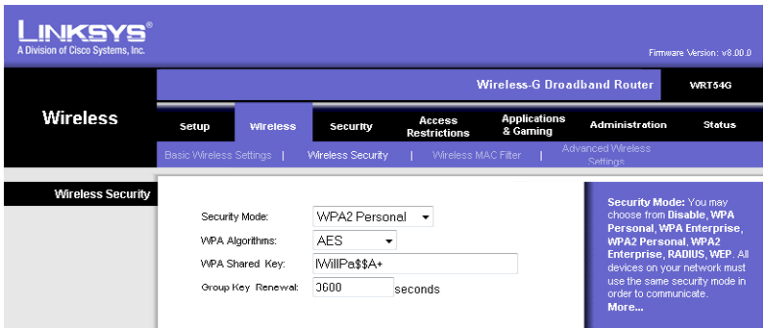 LINKSYS®
A Division of Cisco Systems, Inc.
Firmware Version: v8.00.0
Wireless-G Droadband Router
WRT54G
Wireless
Setup
Wireless
Security
Access Restrictions
Applications & Gaming
Administration
Status
Basic Wireless Settings |
Wireless Security |
Wireless MAC Filter |
Advanced Wireless Settings
Wireless Security
Security Mode: WPA2 Personal
WPA Algorithms: AES
WPA Shared Key: IWillPa$$A+
Group Key Renewal: 3600 seconds
Security Mode: You may
choose from Disable, WPA
Personal, WPA Enterprise,
WPA2 Personal, WPA2
Enterprise, RADIUS, WEP. All
devices on your network must
use the same security mode in
order to communicate.
More...